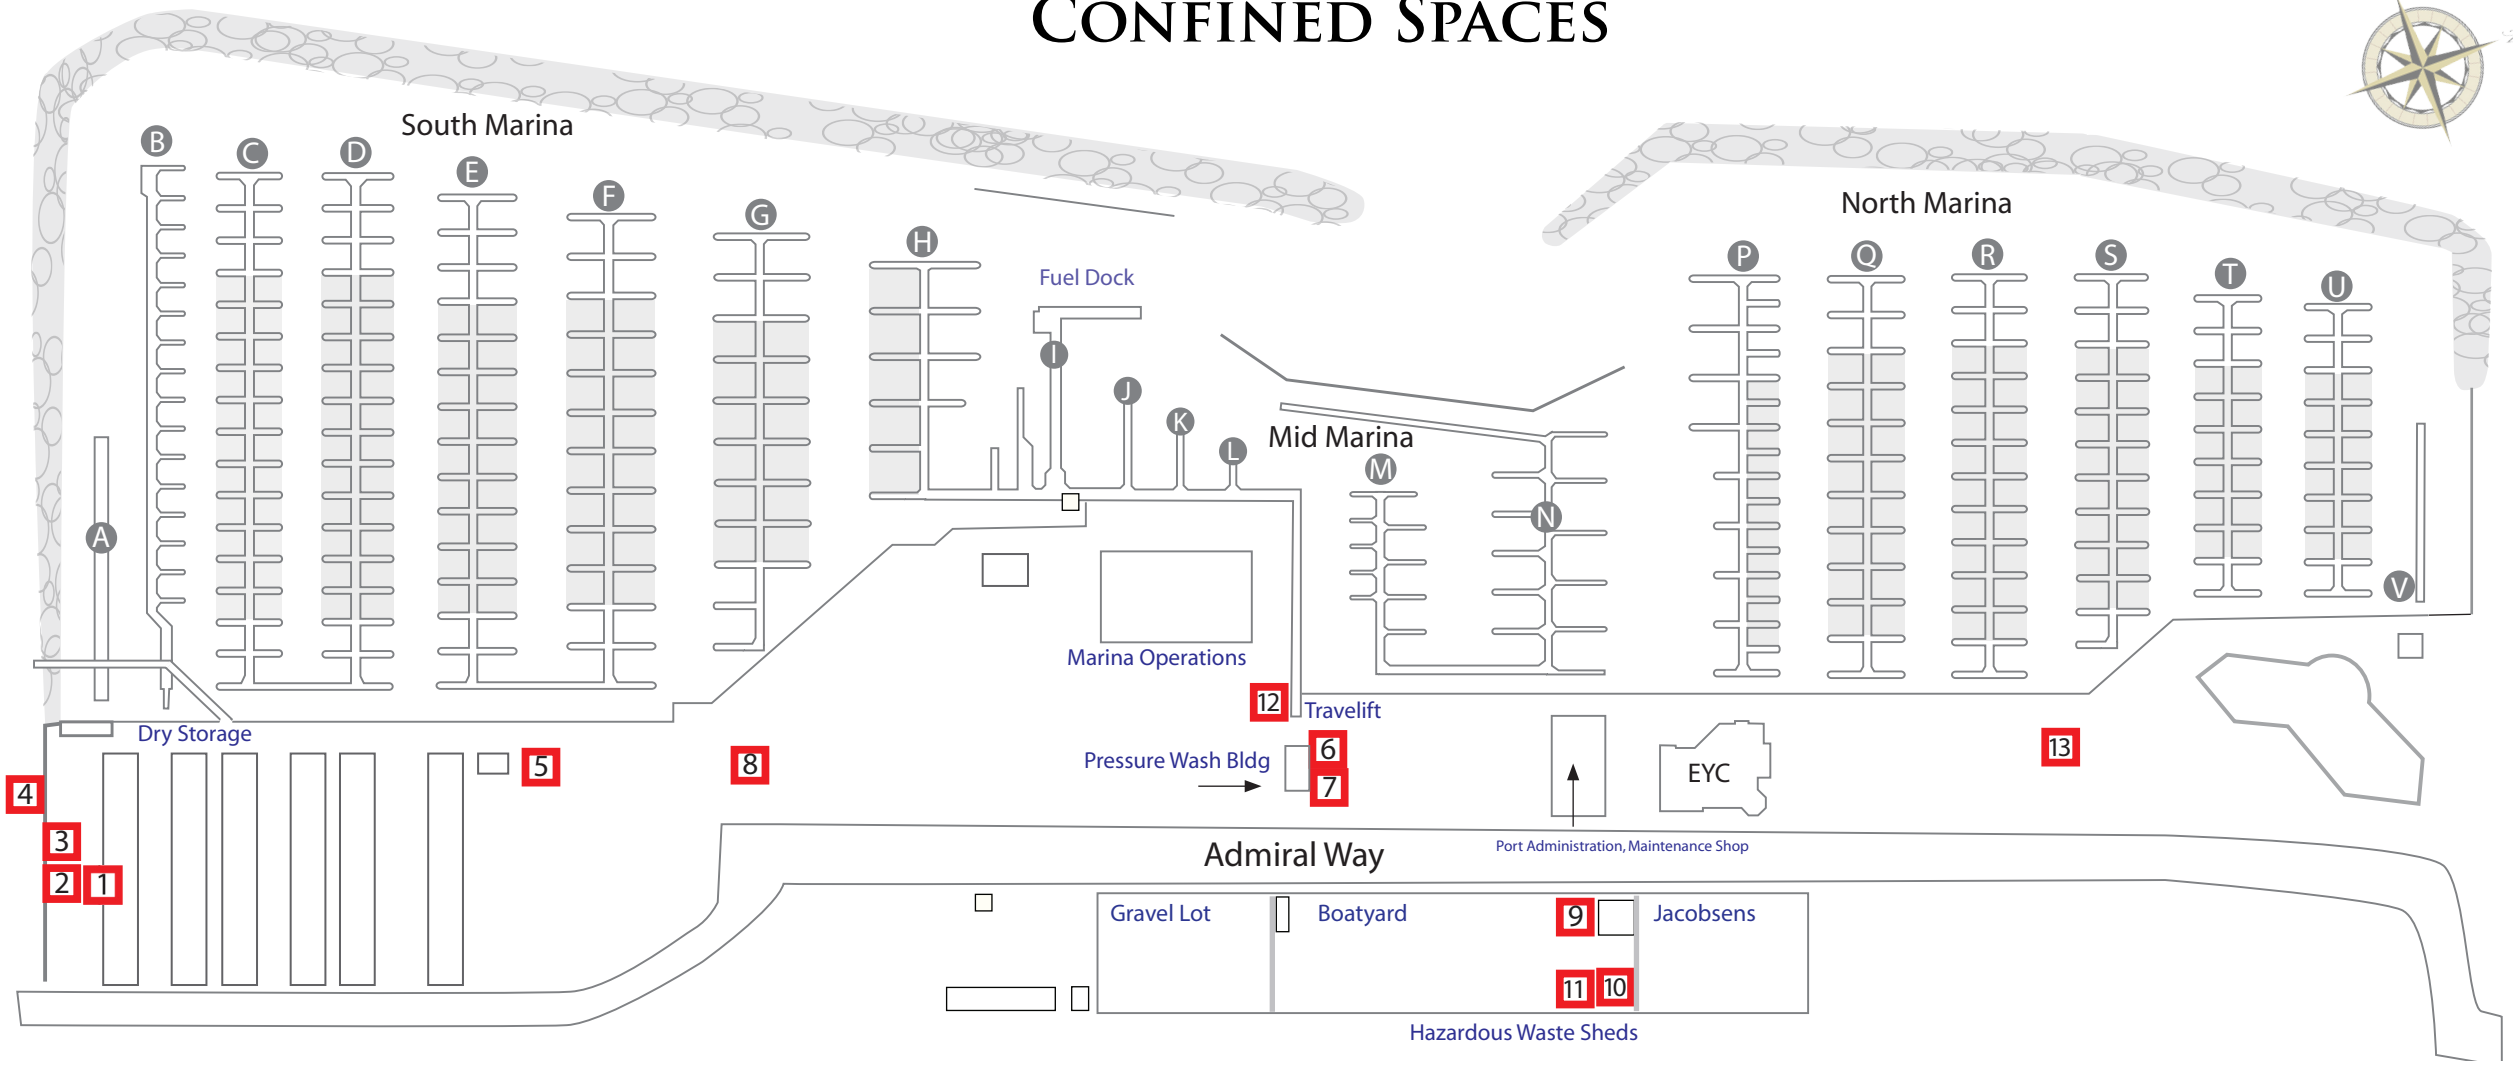 CONFINED SPACES
South Marina
North Marina
B
C
D
E
F
G
H
P
Q
R
S
T
U
Fuel Dock
I
J
K
L
Mid Marina
M
N
A
V
Marina Operations
12
Travelift
Dry Storage
5
8
Pressure Wash Bldg
6
7
EYC
13
4
3
2
1
Admiral Way
Port Administration, Maintenance Shop
Gravel Lot
Boatyard
9
Jacobsens
11
10
Hazardous Waste Sheds